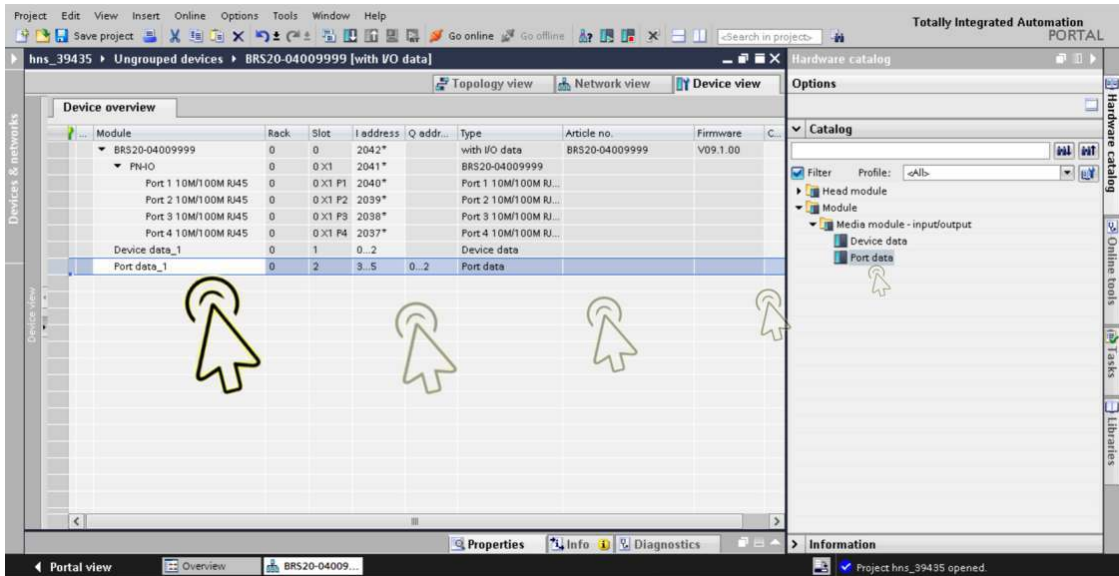 Project Edit View Insert Online Options Tools Window Help
Totally Integrated Automation
PORTAL
Save project Go online Go offline <Search in project>
hns_39435 ▸ Ungrouped devices ▸ BRS20-04009999 [with I/O data]
Hardware catalog
Topology view Network view Device view
Options
Device overview
... Module Rack Slot I address Q addr... Type Article no. Firmware C...
Catalog
BRS20-04009999 0 0 2042* with I/O data BRS20-04009999 V09.1.00
PN-IO 0 0 X1 2041* BRS20-04009999
Port 1 10M/100M RJ45 0 0 X1 P1 2040* Port 1 10M/100M RJ...
Port 2 10M/100M RJ45 0 0 X1 P2 2039* Port 2 10M/100M RJ...
Port 3 10M/100M RJ45 0 0 X1 P3 2038* Port 3 10M/100M RJ...
Port 4 10M/100M RJ45 0 0 X1 P4 2037* Port 4 10M/100M RJ...
Device data_1 0 1 0...2 Device data
Port data_1 0 2 3...5 0...2 Port data
Filter Profile: <All>
Head module
Module
Media module - input/output
Device data
Port data
Devices & networks
Device view
Hardware catalog
Online tools
Tasks
Libraries
Properties Info Diagnostics
Information
Portal view Overview BRS20-04009... Project hns_39435 opened.